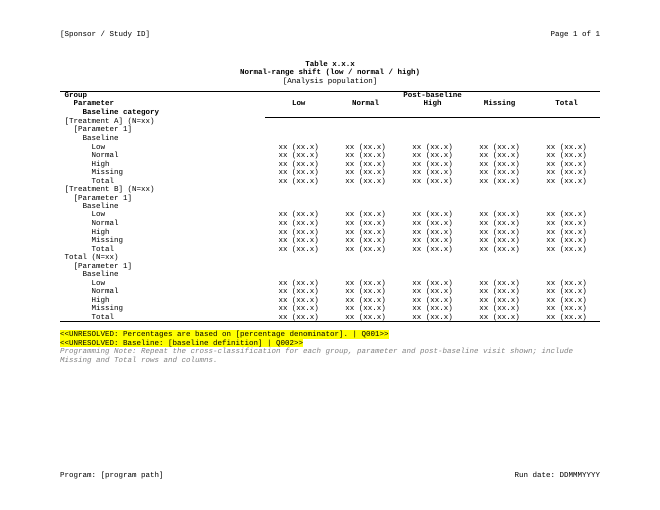 [Sponsor / Study ID] Page 1 of 1
Table x.x.x
Normal-range shift (low / normal / high)
[Analysis population]
Group Post-baseline
Parameter Low Normal High Missing Total
Baseline category
[Treatment A] (N=xx)
[Parameter 1]
Baseline
Low xx (xx.x) xx (xx.x) xx (xx.x) xx (xx.x) xx (xx.x)
Normal xx (xx.x) xx (xx.x) xx (xx.x) xx (xx.x) xx (xx.x)
High xx (xx.x) xx (xx.x) xx (xx.x) xx (xx.x) xx (xx.x)
Missing xx (xx.x) xx (xx.x) xx (xx.x) xx (xx.x) xx (xx.x)
Total xx (xx.x) xx (xx.x) xx (xx.x) xx (xx.x) xx (xx.x)
[Treatment B] (N=xx)
[Parameter 1]
Baseline
Low xx (xx.x) xx (xx.x) xx (xx.x) xx (xx.x) xx (xx.x)
Normal xx (xx.x) xx (xx.x) xx (xx.x) xx (xx.x) xx (xx.x)
High xx (xx.x) xx (xx.x) xx (xx.x) xx (xx.x) xx (xx.x)
Missing xx (xx.x) xx (xx.x) xx (xx.x) xx (xx.x) xx (xx.x)
Total xx (xx.x) xx (xx.x) xx (xx.x) xx (xx.x) xx (xx.x)
Total (N=xx)
[Parameter 1]
Baseline
Low xx (xx.x) xx (xx.x) xx (xx.x) xx (xx.x) xx (xx.x)
Normal xx (xx.x) xx (xx.x) xx (xx.x) xx (xx.x) xx (xx.x)
High xx (xx.x) xx (xx.x) xx (xx.x) xx (xx.x) xx (xx.x)
Missing xx (xx.x) xx (xx.x) xx (xx.x) xx (xx.x) xx (xx.x)
Total xx (xx.x) xx (xx.x) xx (xx.x) xx (xx.x) xx (xx.x)
<<UNRESOLVED: Percentages are based on [percentage denominator]. | Q001>>
<<UNRESOLVED: Baseline: [baseline definition] | Q002>>
Programming Note: Repeat the cross-classification for each group, parameter and post-baseline visit shown; include
Missing and Total rows and columns.
Program: [program path] Run date: DDMMMYYYY